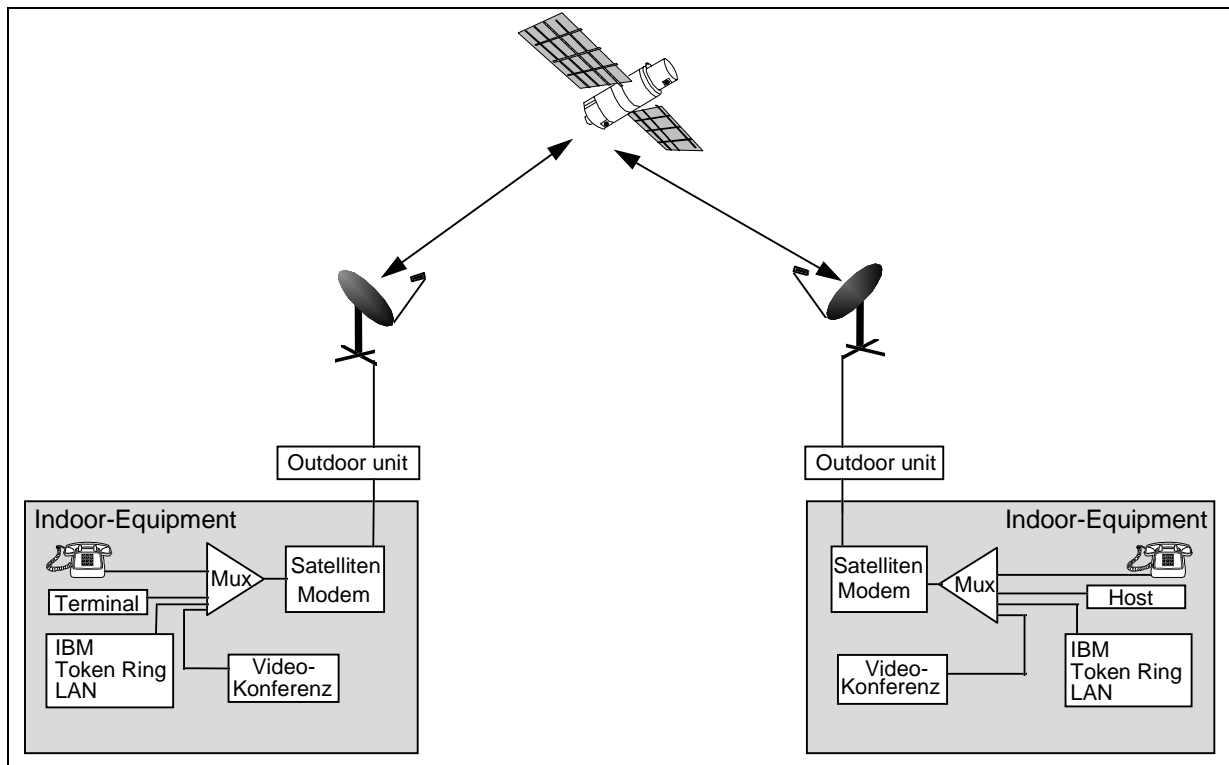 Outdoor unit
Outdoor unit
Indoor-Equipment
Mux
Satelliten
Modem
Terminal
IBM
Token Ring
LAN
Video-
Konferenz
Indoor-Equipment
Satelliten
Modem
Mux
Host
Video-
Konferenz
IBM
Token Ring
LAN